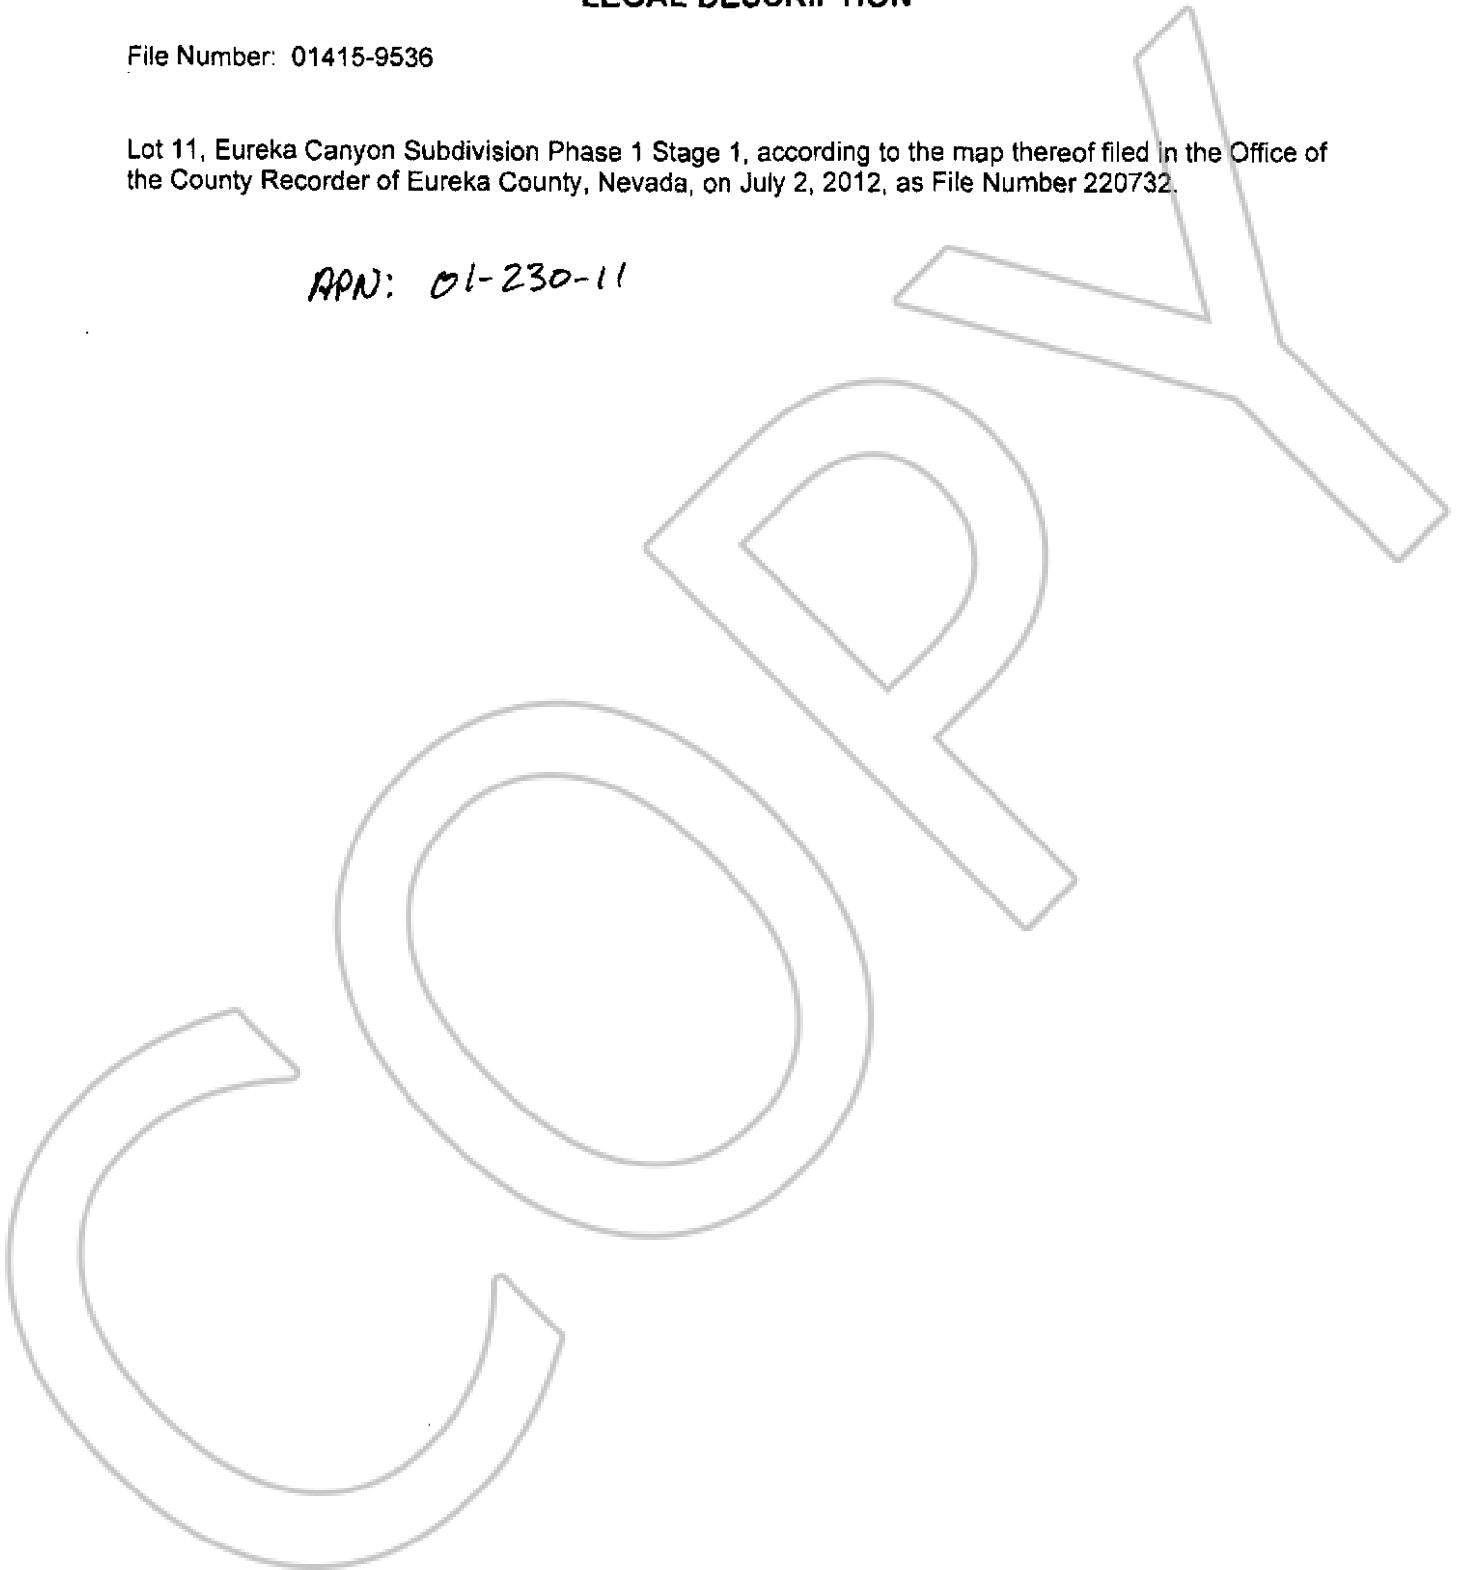 LEGAL DESCRIPTION
File Number: 01415-9536
Lot 11, Eureka Canyon Subdivision Phase 1 Stage 1, according to the map thereof filed in the Office of
the County Recorder of Eureka County, Nevada, on July 2, 2012, as File Number 220732.
APN: 01-230-11
COPY